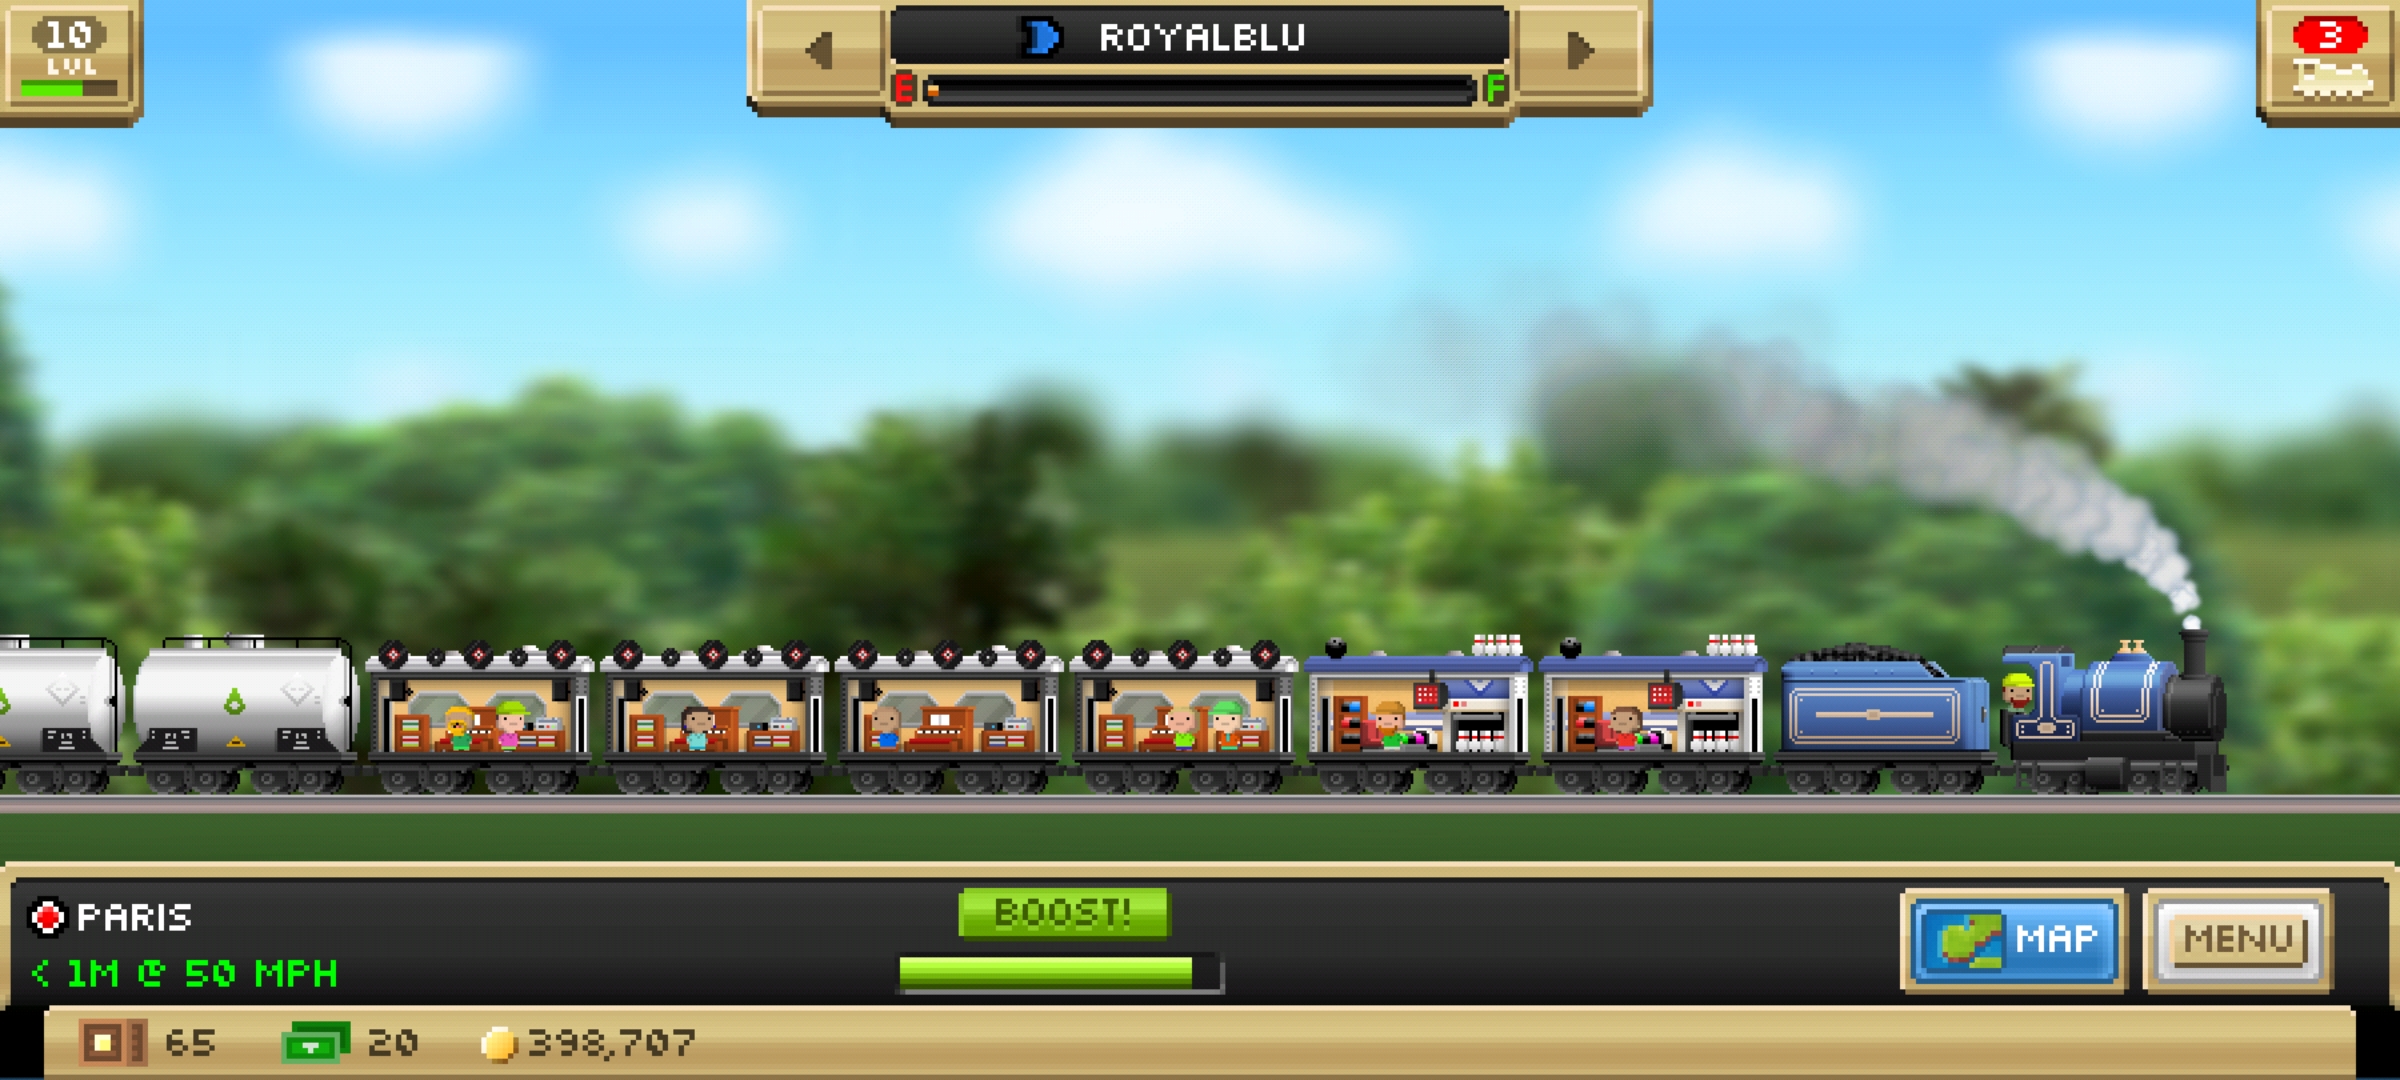 10
LVL
ROYALBLU
E F
3
PARIS
< 1M @ 50 MPH
BOOST!
MAP
MENU
65
20
398,707